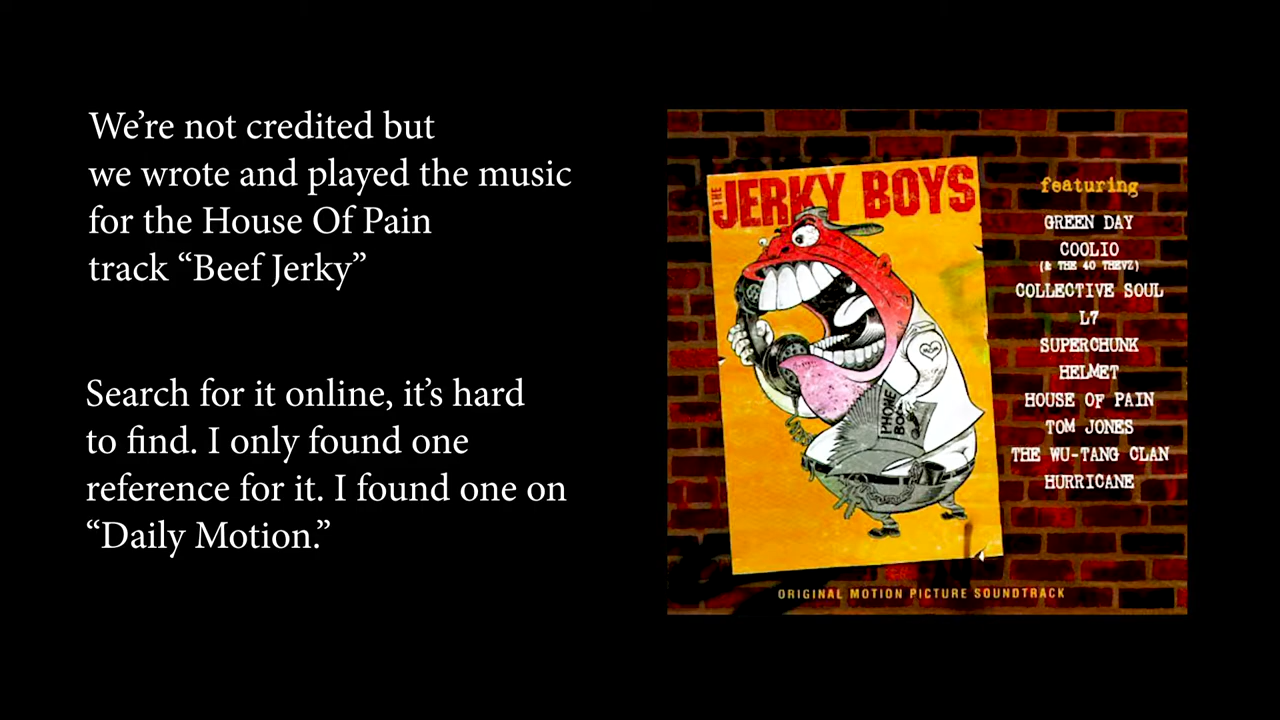 We’re not credited but
we wrote and played the music
for the House Of Pain
track “Beef Jerky”
Search for it online, it’s hard
to find. I only found one
reference for it. I found one on
“Daily Motion.”
THE JERKY BOYS
PHONE BOOK
featuring
GREEN DAY
COOLIO
(& THE 40 THEVZ)
COLLECTIVE SOUL
L7
SUPERCHUNK
HELMET
HOUSE OF PAIN
TOM JONES
THE WU-TANG CLAN
HURRICANE
ORIGINAL MOTION PICTURE SOUNDTRACK